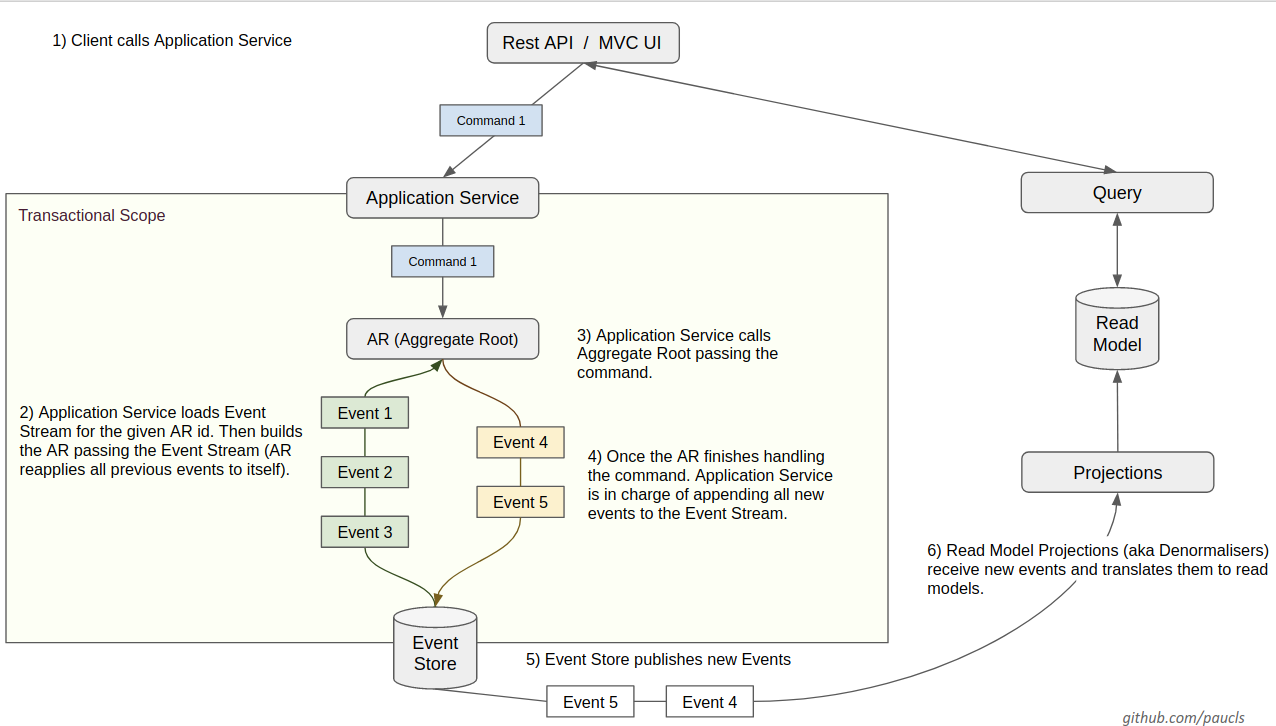 1) Client calls Application Service
Rest API / MVC UI
Command 1
Application Service
Query
Transactional Scope
Command 1
Read
Model
AR (Aggregate Root)
3) Application Service calls
Aggregate Root passing the
command.
2) Application Service loads Event
Stream for the given AR id. Then builds
the AR passing the Event Stream (AR
reapplies all previous events to itself).
Event 1
Event 2
Event 3
Event 4
Event 5
4) Once the AR finishes handling
the command. Application Service
is in charge of appending all new
events to the Event Stream.
Projections
6) Read Model Projections (aka Denormalisers)
receive new events and translates them to read
models.
Event
Store
5) Event Store publishes new Events
Event 5
Event 4
github.com/paucls